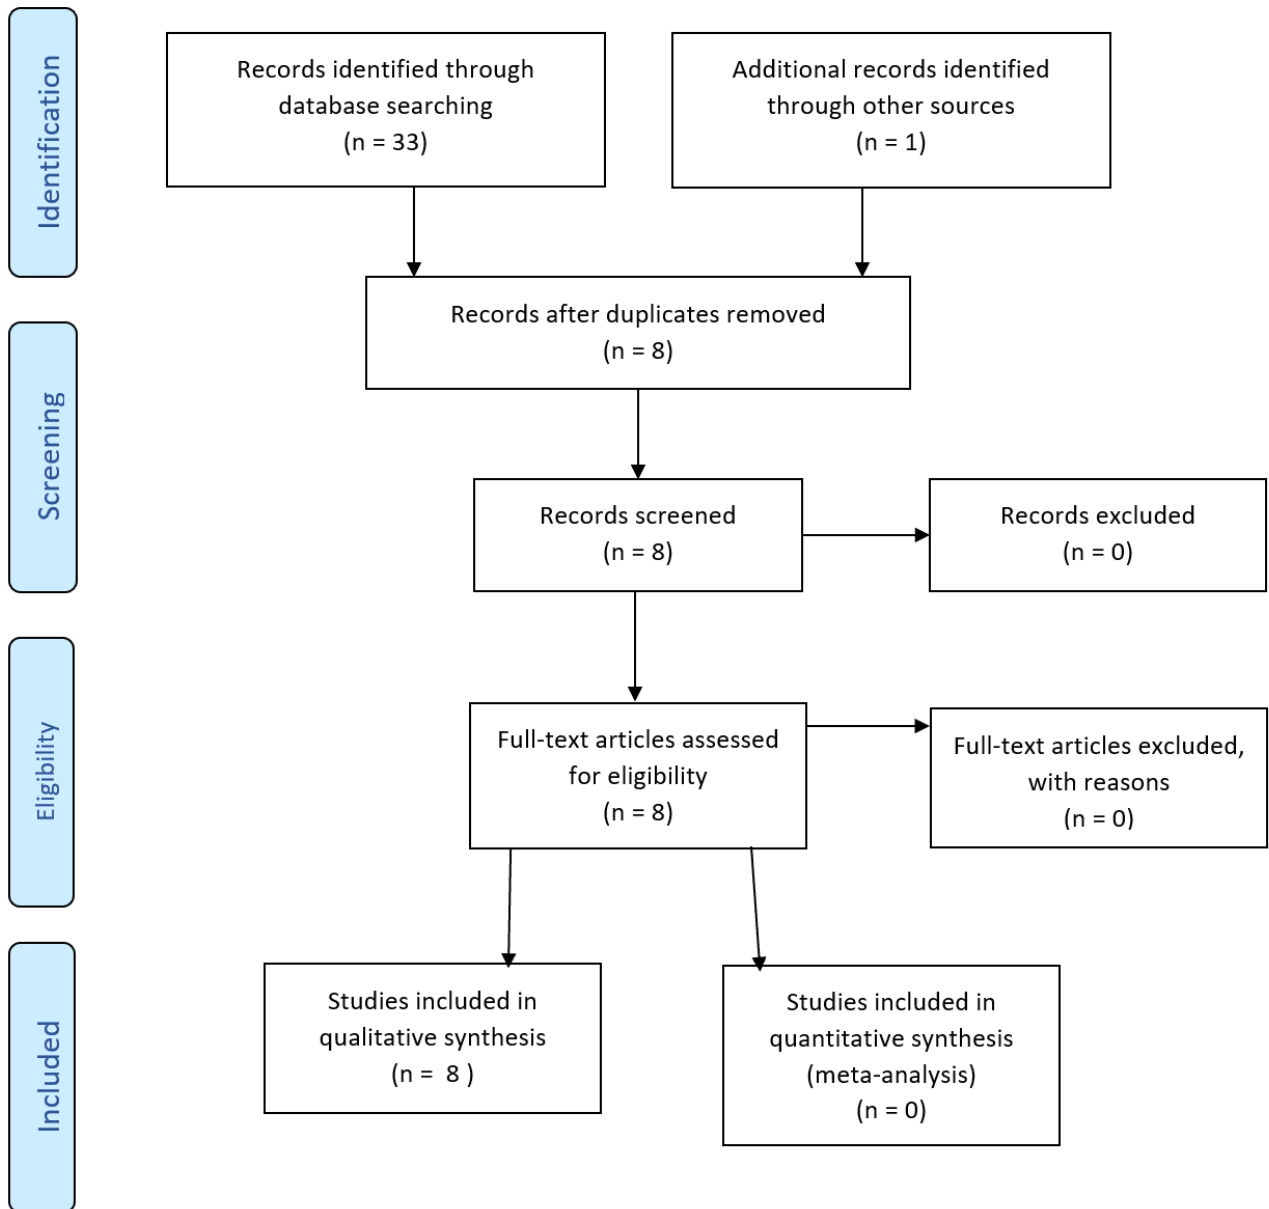 Identification
Records identified through
database searching
(n = 33)
Additional records identified
through other sources
(n = 1)
Records after duplicates removed
(n = 8)
Screening
Records screened
(n = 8)
Records excluded
(n = 0)
Eligibility
Full-text articles assessed
for eligibility
(n = 8)
Full-text articles excluded,
with reasons
(n = 0)
Included
Studies included in
qualitative synthesis
(n =  8 )
Studies included in
quantitative synthesis
(meta-analysis)
(n = 0)